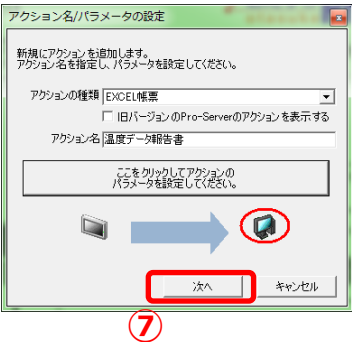 アクション名/パラメータの設定
新規にアクションを追加します。
アクション名を指定し、パラメータを設定してください。
アクションの種類 EXCEL帳票
旧バージョンのPro-Serverのアクションを表示する
アクション名 温度データ報告書
ここをクリックしてアクションの
パラメータを設定してください。
次へ キャンセル
⑦